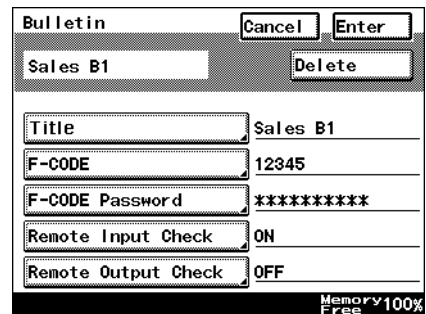 Bulletin Cancel Enter
Sales B1 Delete
Title Sales B1
F-CODE 12345
F-CODE Password **********
Remote Input Check ON
Remote Output Check OFF
Memory Free 100%